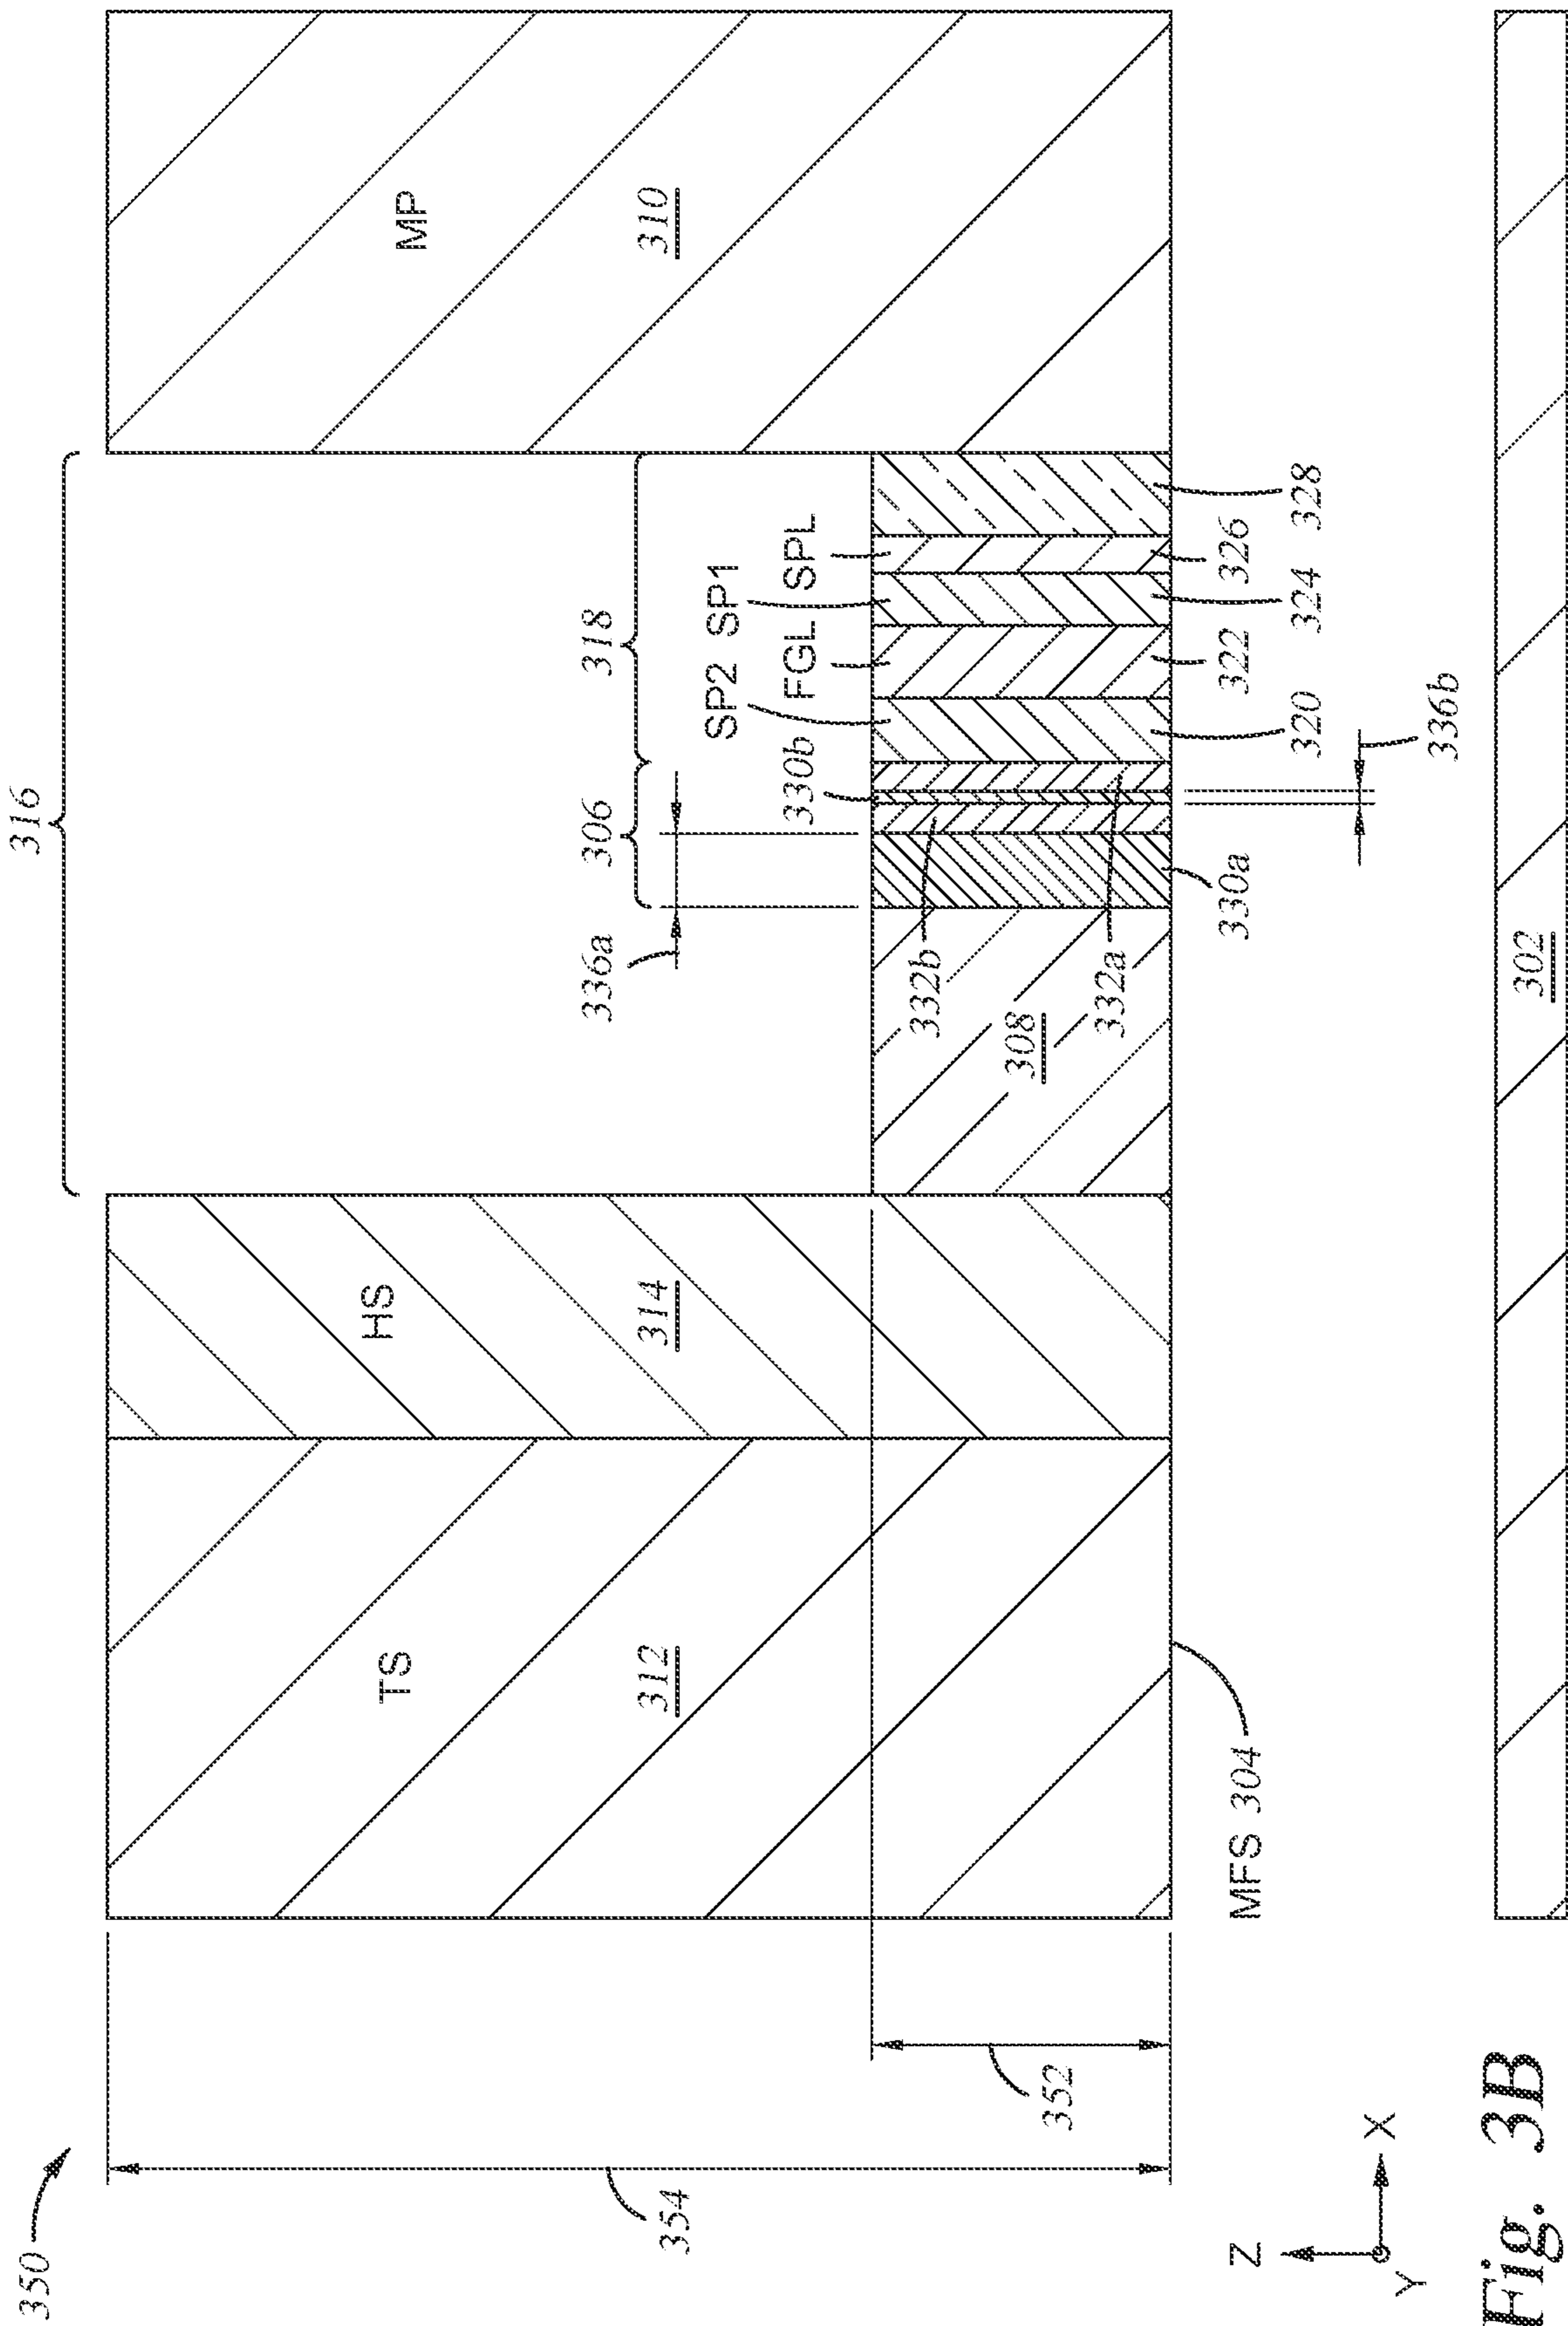 350
316
354
352
TS
312
HS
314
MP
310
336a
306
318
SP2
SP1
330b
FGL
SPL
332b
308
332a
330a
320
322
324
326
328
336b
MFS 304
Z
X
Y
302
Fig. 3B